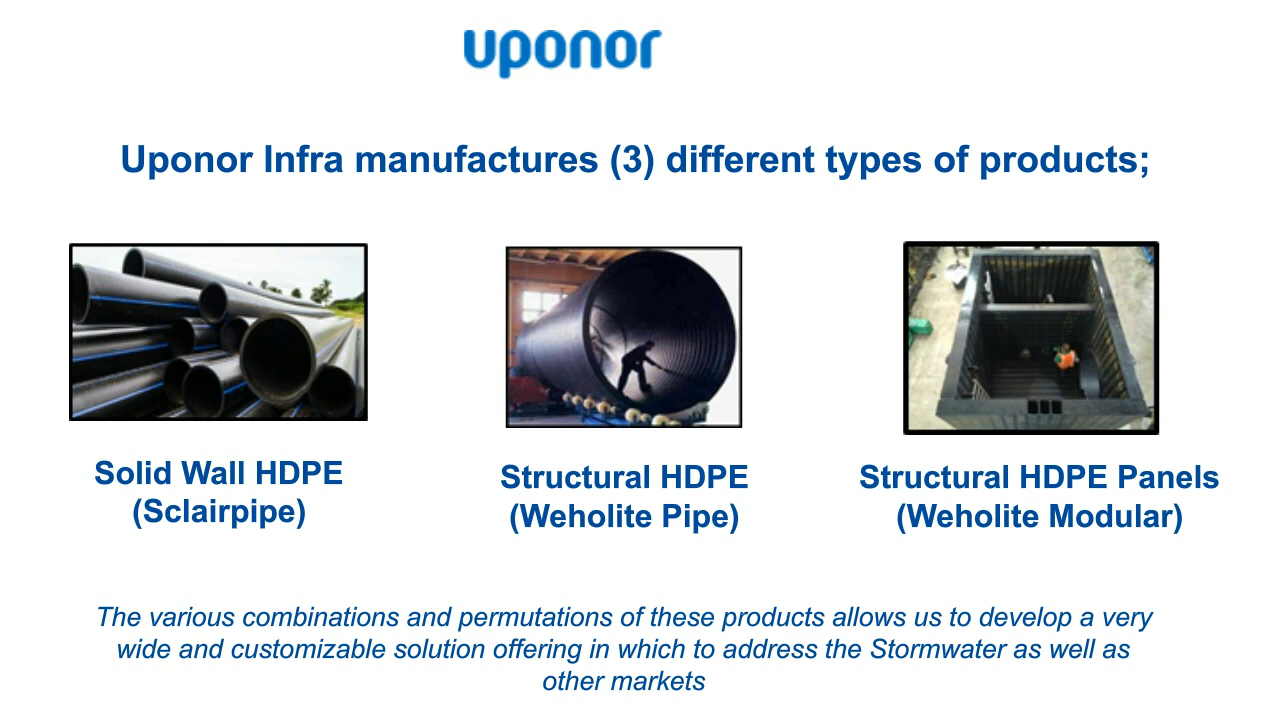 uponor
Uponor Infra manufactures (3) different types of products;
Solid Wall HDPE
(Sclairpipe)
Structural HDPE
(Weholite Pipe)
Structural HDPE Panels
(Weholite Modular)
The various combinations and permutations of these products allows us to develop a very
wide and customizable solution offering in which to address the Stormwater as well as
other markets